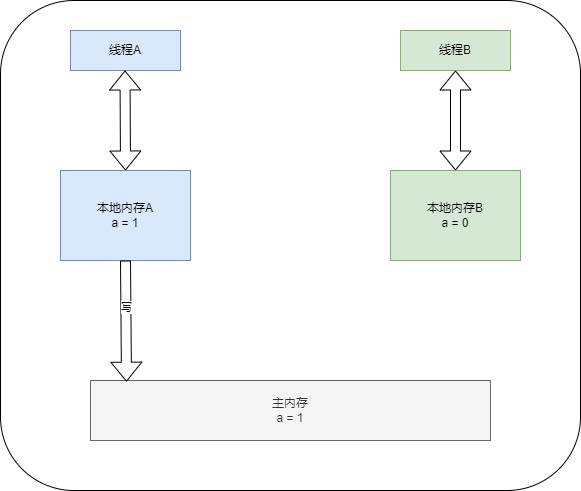 线程A
线程B
本地内存A
a = 1
本地内存B
a = 0
写
主内存
a = 1